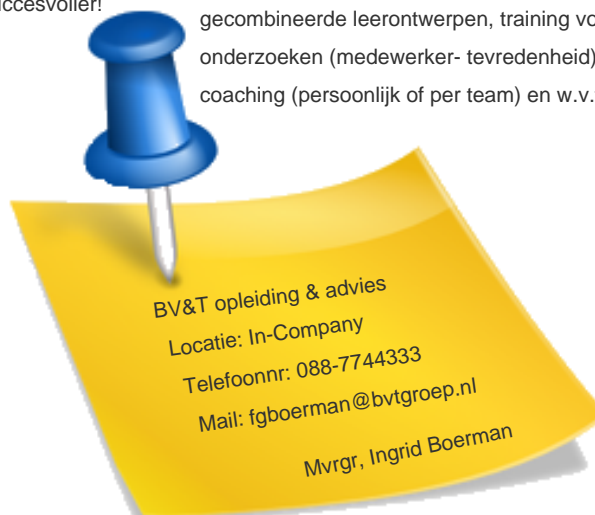 ccesvoller!
gecombineerde leerontwerpen, training vo
onderzoeken (medewerker- tevredenheid)
coaching (persoonlijk of per team) en w.v.
BV&T opleiding & advies
Locatie: In-Company
Telefoonnr: 088-7744333
Mail: fgboerman@bvtgroep.nl
Mvrgr, Ingrid Boerman